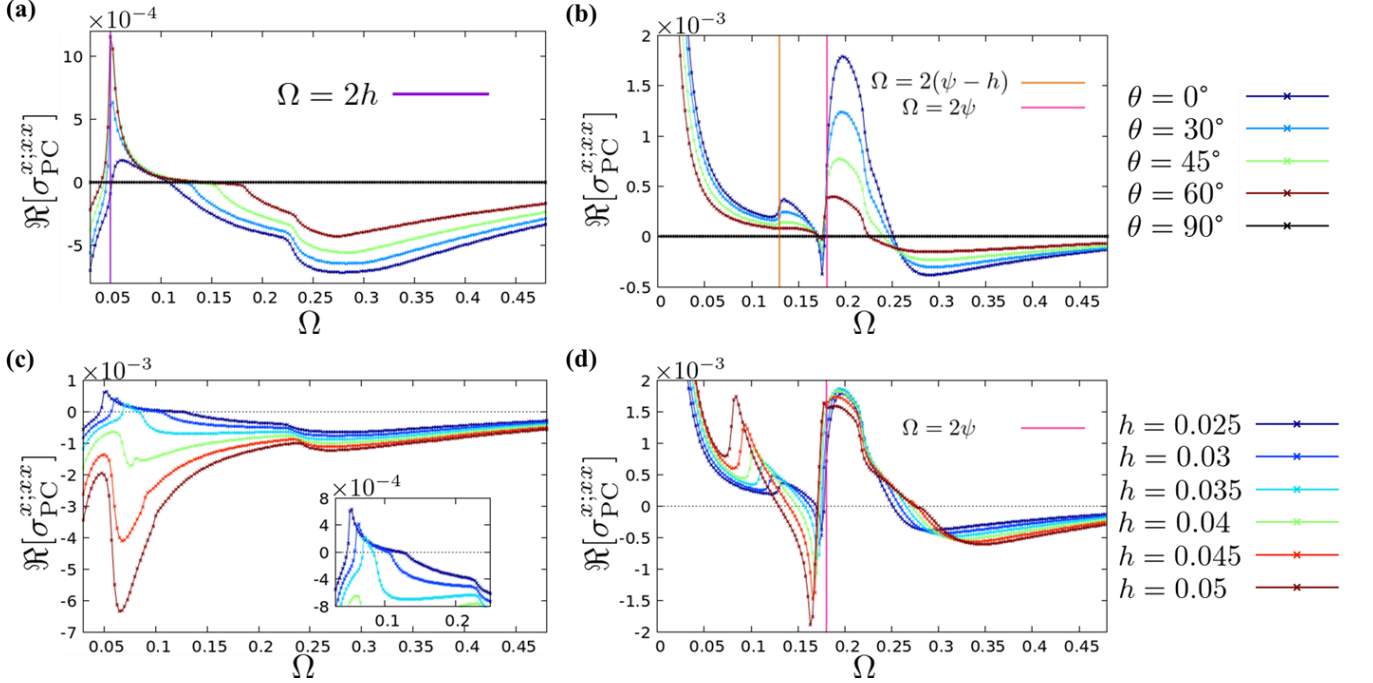 (a)
×10⁻⁴
10
5
0
-5
ℜ[σ_PC^{x;xx}]
Ω = 2h
0.05 0.1 0.15 0.2 0.25 0.3 0.35 0.4 0.45
Ω
(b)
×10⁻³
2
1.5
1
0.5
0
-0.5
ℜ[σ_PC^{x;xx}]
Ω = 2(ψ − h)
Ω = 2ψ
0 0.05 0.1 0.15 0.2 0.25 0.3 0.35 0.4 0.45
Ω
θ = 0°
θ = 30°
θ = 45°
θ = 60°
θ = 90°
(c)
×10⁻³
1
0
-1
-2
-3
-4
-5
-6
-7
ℜ[σ_PC^{x;xx}]
×10⁻⁴
8
4
0
-4
-8
0.1 0.2
0.05 0.1 0.15 0.2 0.25 0.3 0.35 0.4 0.45
Ω
(d)
×10⁻³
2
1.5
1
0.5
0
-0.5
-1
-1.5
-2
ℜ[σ_PC^{x;xx}]
Ω = 2ψ
0 0.05 0.1 0.15 0.2 0.25 0.3 0.35 0.4 0.45
Ω
h = 0.025
h = 0.03
h = 0.035
h = 0.04
h = 0.045
h = 0.05